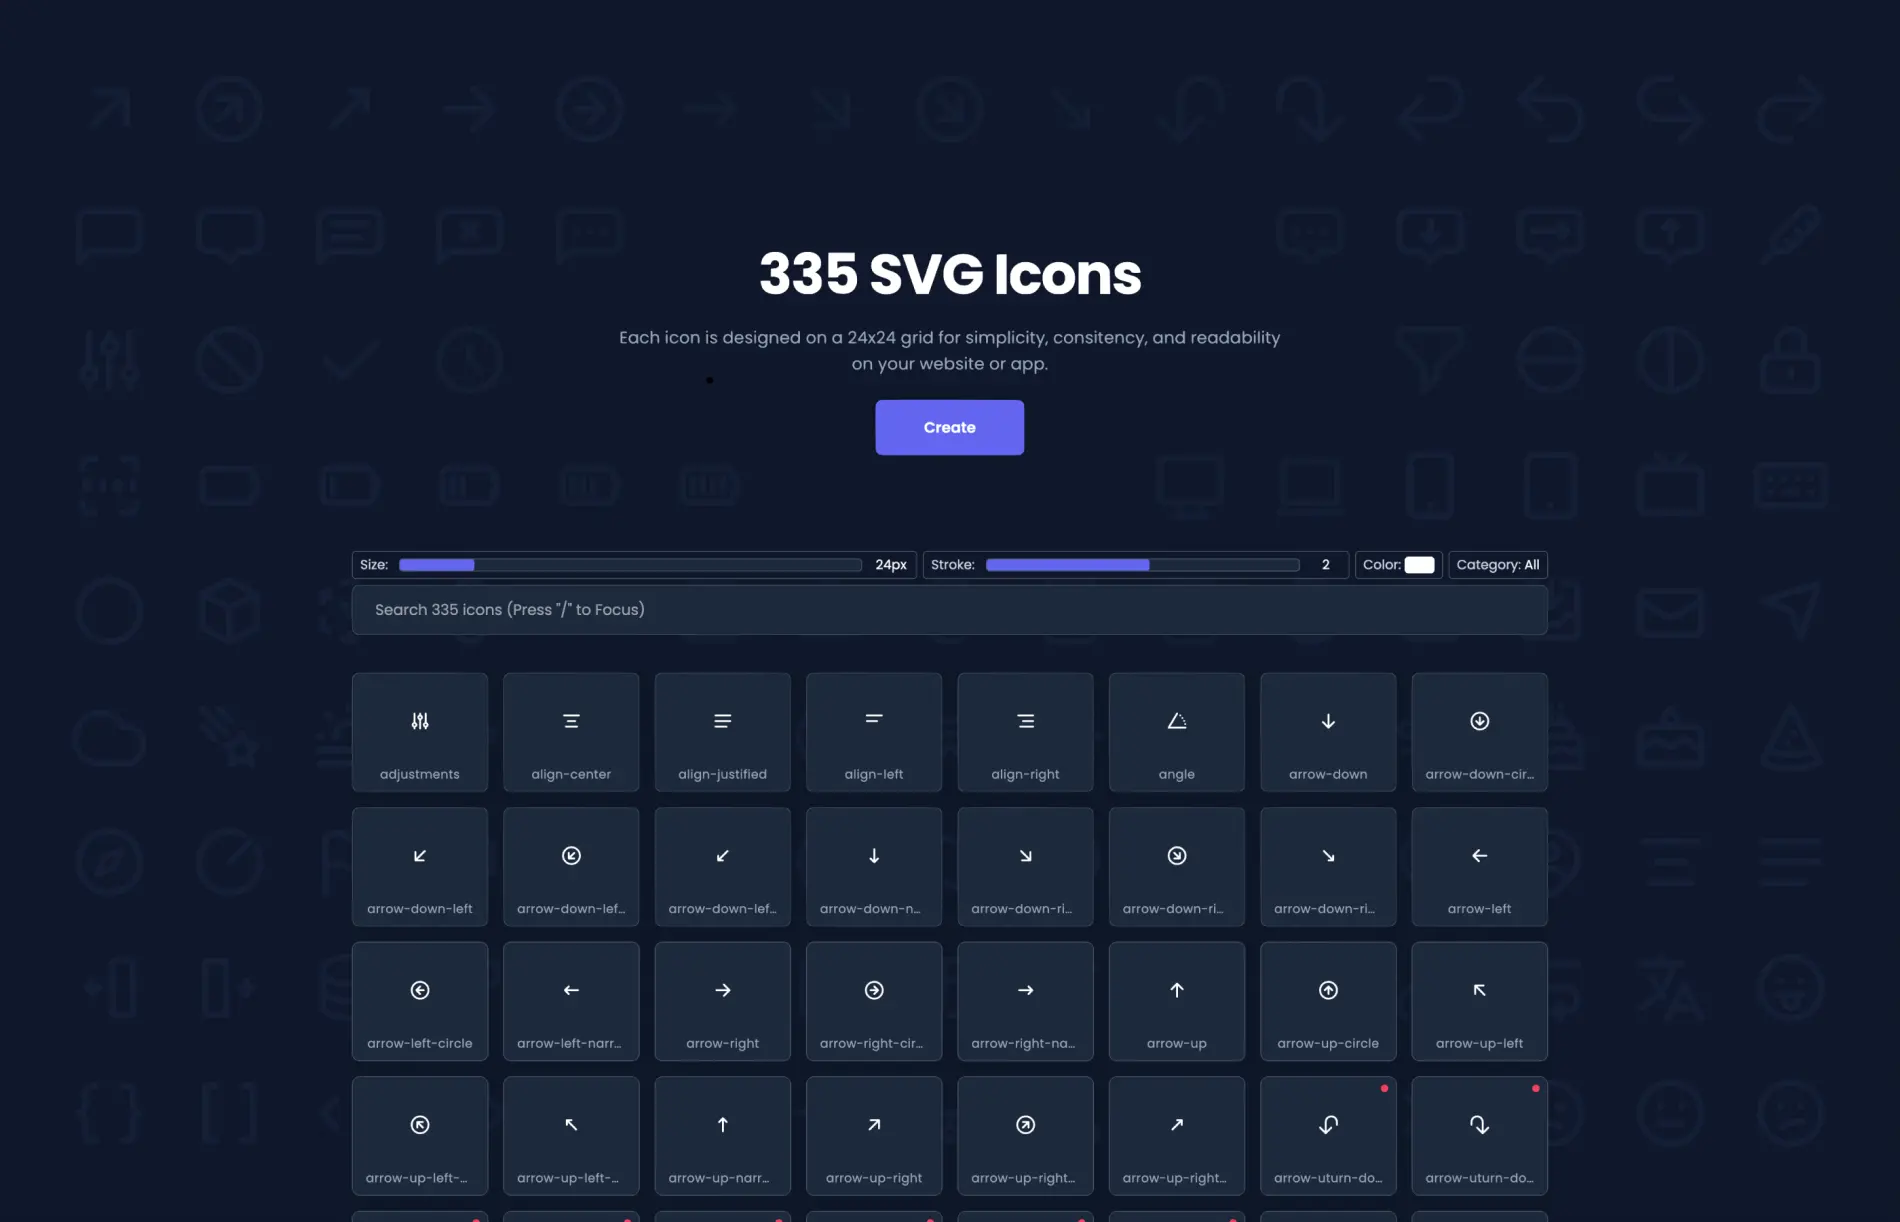 335 SVG Icons
Each icon is designed on a 24x24 grid for simplicity, consitency, and readability
on your website or app.
Create
Size: 24px Stroke: 2 Color: Category: All
Search 335 icons (Press "/" to Focus)
adjustments align-center align-justified align-left align-right angle arrow-down arrow-down-cir...
arrow-down-left arrow-down-lef... arrow-down-lef... arrow-down-n... arrow-down-ri... arrow-down-ri... arrow-down-ri... arrow-left
arrow-left-circle arrow-left-narr... arrow-right arrow-right-cir... arrow-right-na... arrow-up arrow-up-circle arrow-up-left
arrow-up-left-... arrow-up-left-... arrow-up-narr... arrow-up-right arrow-up-right... arrow-up-right... arrow-uturn-do... arrow-uturn-do...